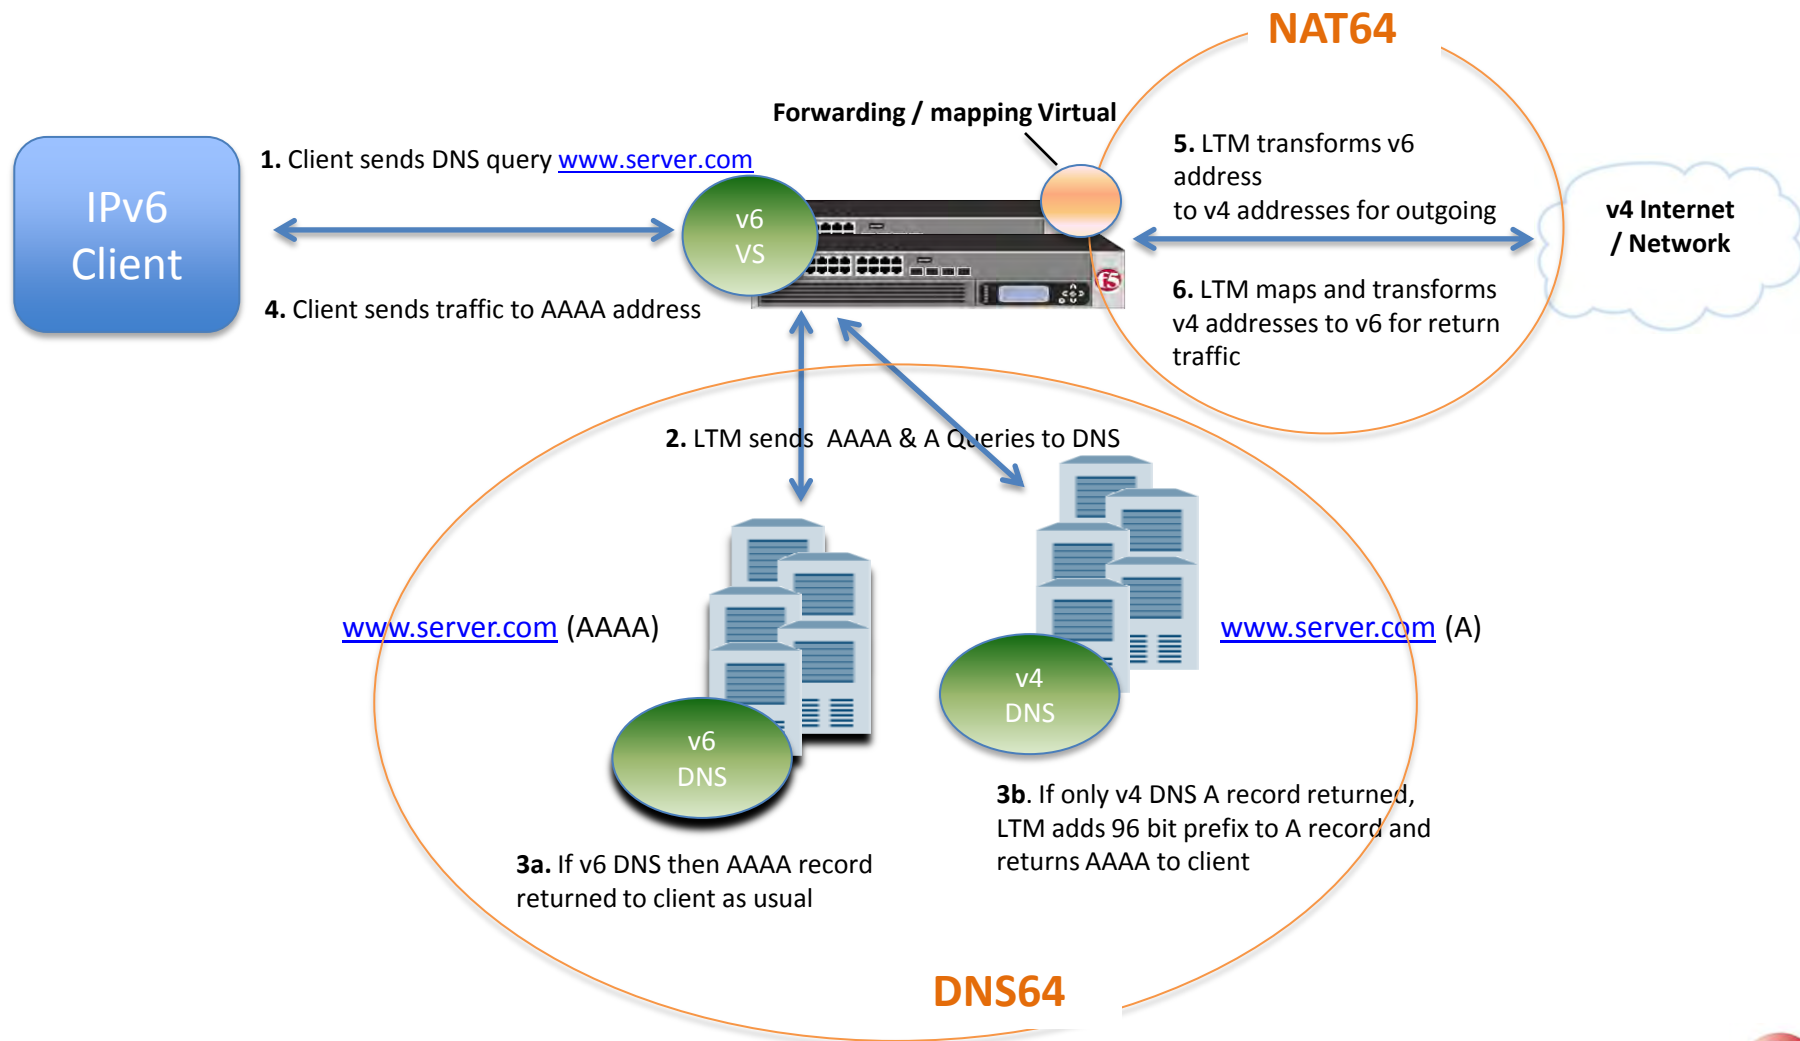 NAT64
Forwarding / mapping Virtual
IPv6
Client
1. Client sends DNS query www.server.com
v6
VS
f5
4. Client sends traffic to AAAA address
5. LTM transforms v6
address
to v4 addresses for outgoing
6. LTM maps and transforms
v4 addresses to v6 for return
traffic
v4 Internet
/ Network
2. LTM sends  AAAA & A Queries to DNS
www.server.com (AAAA)
www.server.com (A)
v6
DNS
v4
DNS
3a. If v6 DNS then AAAA record
returned to client as usual
3b. If only v4 DNS A record returned,
LTM adds 96 bit prefix to A record and
returns AAAA to client
DNS64